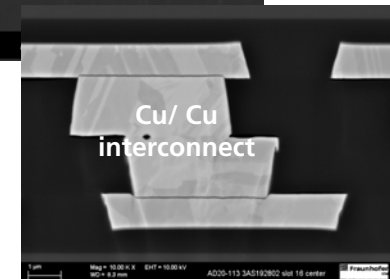 Cu/ Cu
interconnect
1 µm
Mag = 10.00 K X EHT = 10.00 kV
WD = 8.3 mm
AD20-113 3AS192802 slot 16 center
Fraunhofer